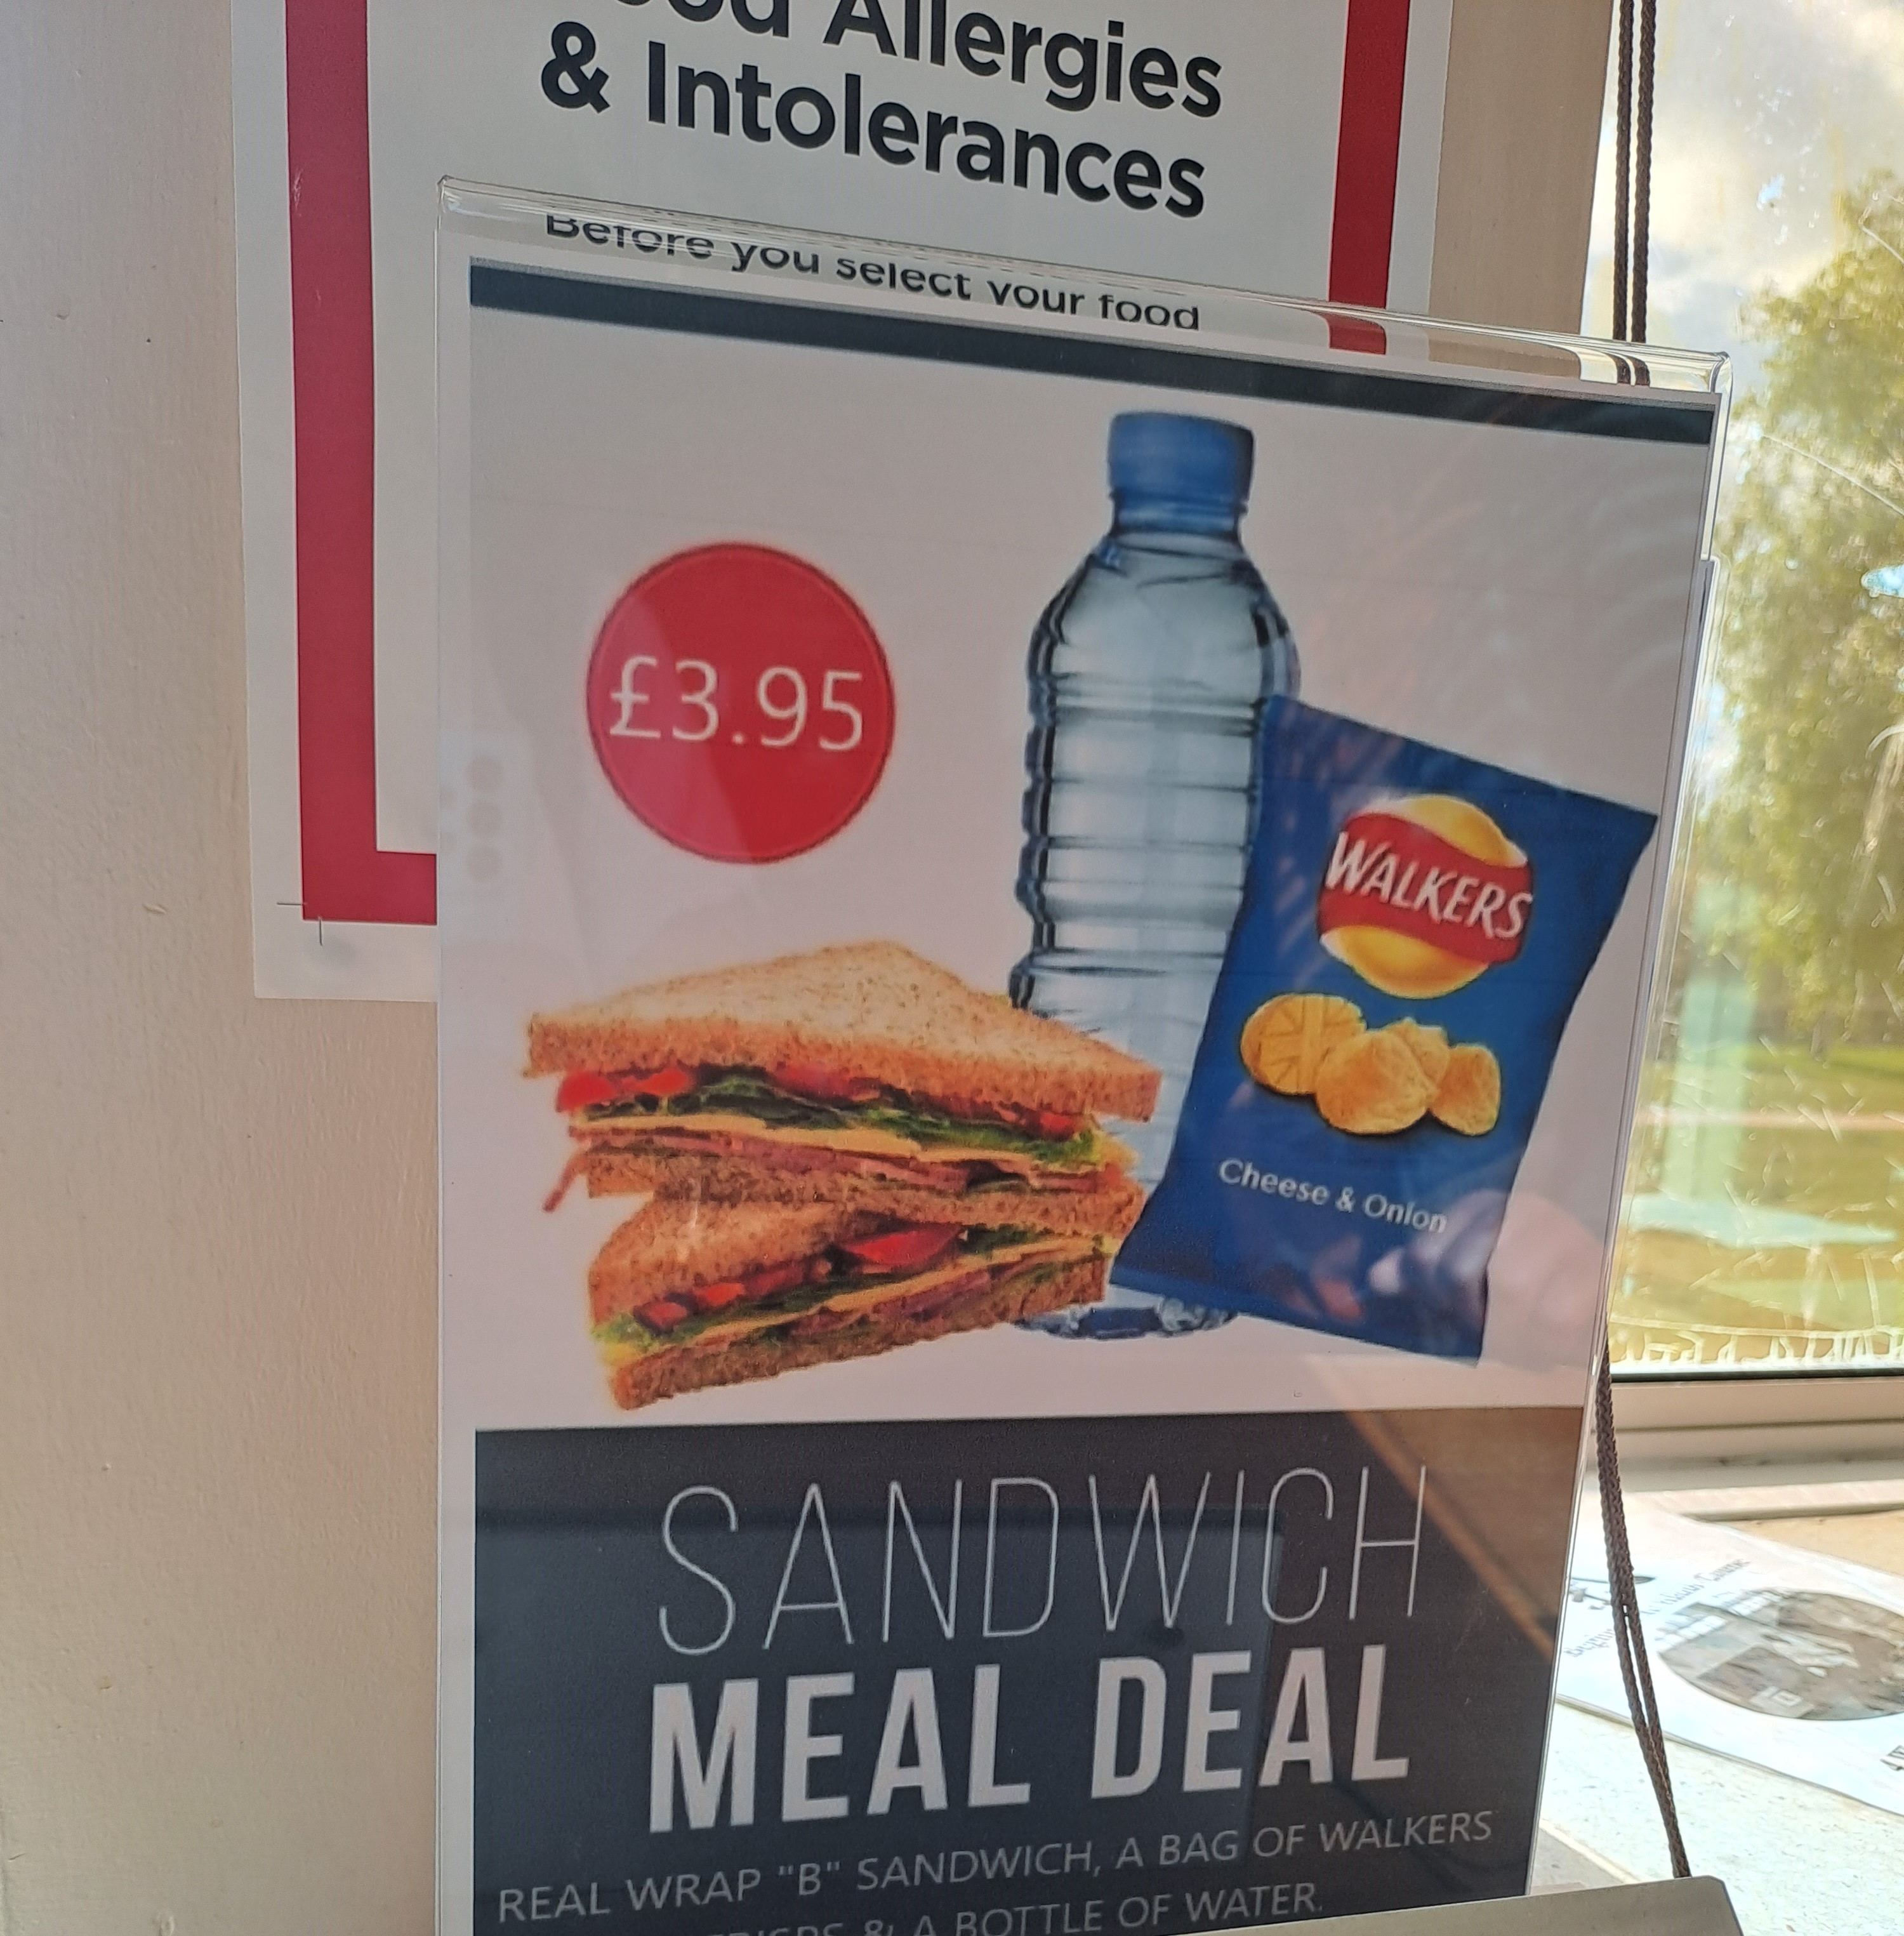 Allergies
& Intolerances
Before you select your food
£3.95
WALKERS
Cheese & Onion
SANDWICH
MEAL DEAL
REAL WRAP "B" SANDWICH, A BAG OF WALKERS
& A BOTTLE OF WATER.